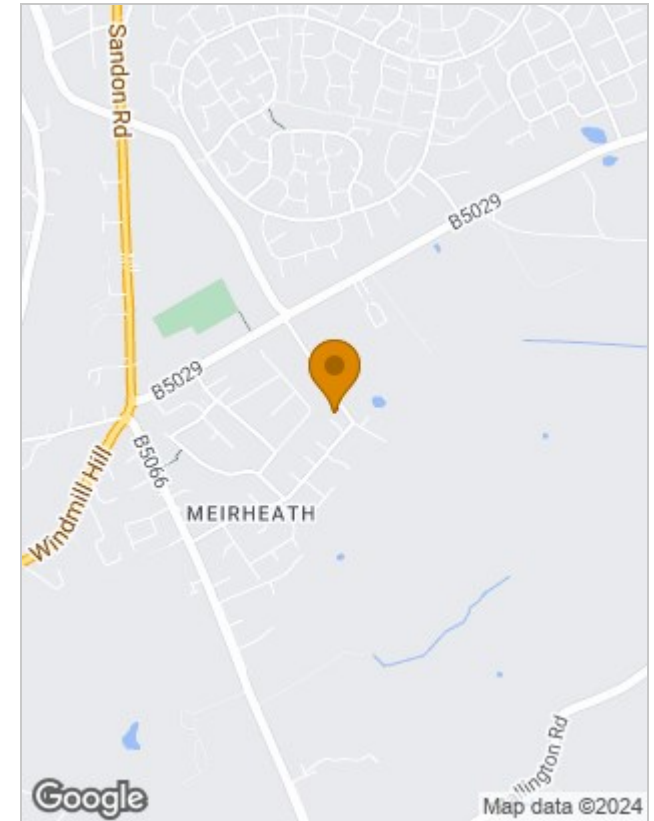 Sandon Rd
B5029
B5029
B5066
Windmill Hill
MEIRHEATH
Google
Map data ©2024